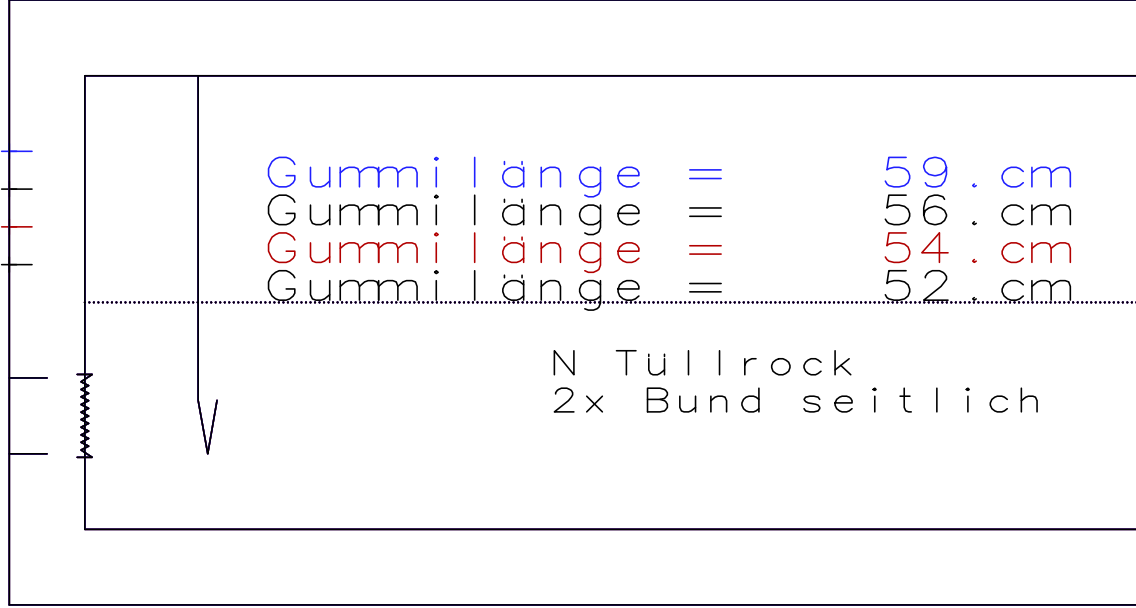 Gummilänge = 59.cm
Gummilänge = 56.cm
Gummilänge = 54.cm
Gummilänge = 52.cm
N Tüllrock
2x Bund seitlich